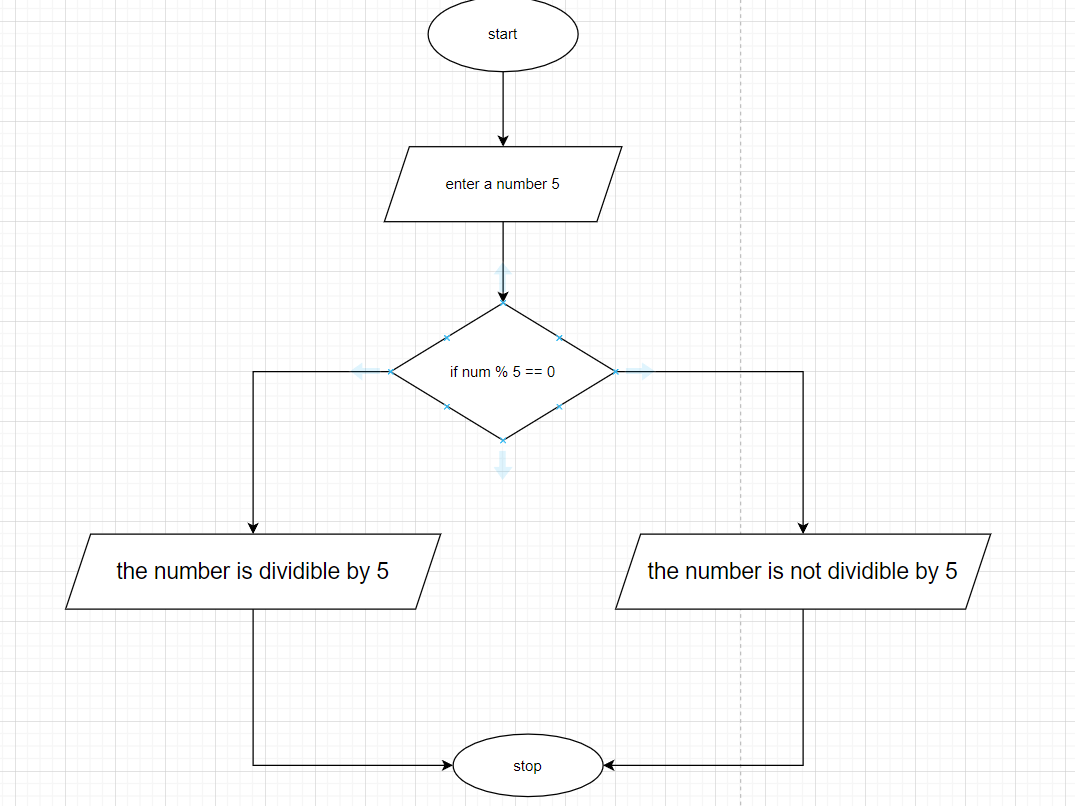 start
enter a number 5
if num % 5 == 0
the number is dividible by 5
the number is not dividible by 5
stop